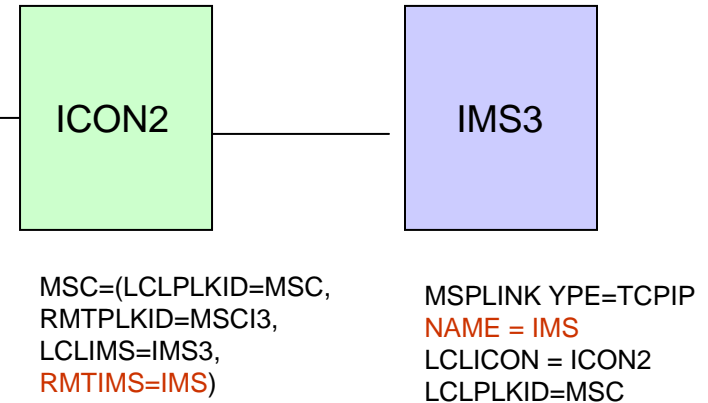 ICON2
IMS3
MSC=(LCLPLKID=MSC,
RMTPLKID=MSCI3,
LCLIMS=IMS3,
RMTIMS=IMS)
MSPLINK YPE=TCPIP
NAME = IMS
LCLICON = ICON2
LCLPLKID=MSC